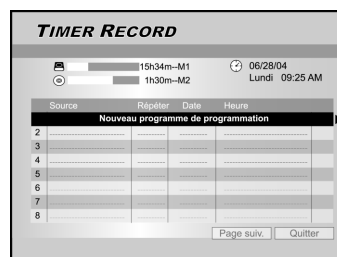 TIMER RECORD
15h34m--M1 06/28/04
1h30m--M2 Lundi 09:25 AM
Source Répéter Date Heure
Nouveau programme de programmation
2
3
4
5
6
7
8
Page suiv. Quitter